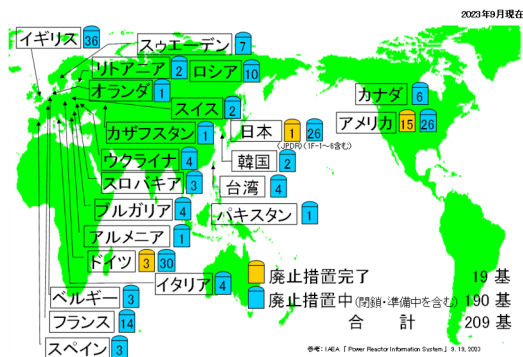 2023年9月現在
イギリス 36
スウェーデン 7
リトアニア 2
ロシア 10
オランダ 1
カナダ 6
スイス 2
アメリカ 15 26
カザフスタン 1
日本 1 26
(JPDR)(1F-1~6含む)
ウクライナ 4
韓国 2
スロバキア 3
台湾 4
ブルガリア 4
パキスタン 1
アルメニア 1
ドイツ 3 30
イタリア 4
ベルギー 3
フランス 14
スペイン 3
廃止措置完了 19 基
廃止措置中(閉鎖・準備中を含む) 190 基
合 計 209 基
参考:IAEA「Power Reactor Information System」9. 19, 2023